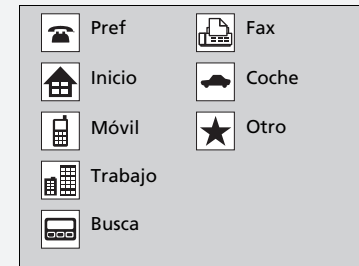 Pref
Inicio
Móvil
Trabajo
Busca
Fax
Coche
Otro